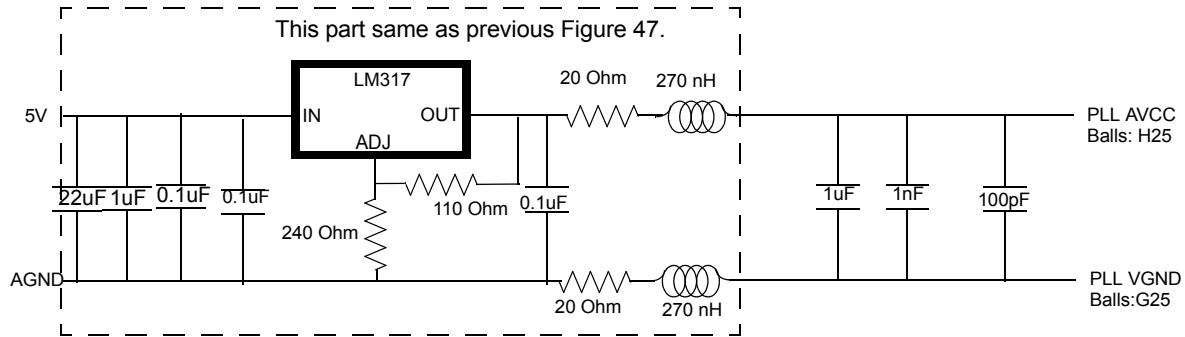 This part same as previous Figure 47.
LM317
20 Ohm
270 nH
5V
IN
OUT
PLL AVCC
Balls: H25
ADJ
22uF
1uF
0.1uF
0.1uF
110 Ohm
0.1uF
1uF
1nF
100pF
240 Ohm
AGND
PLL VGND
Balls:G25
20 Ohm
270 nH